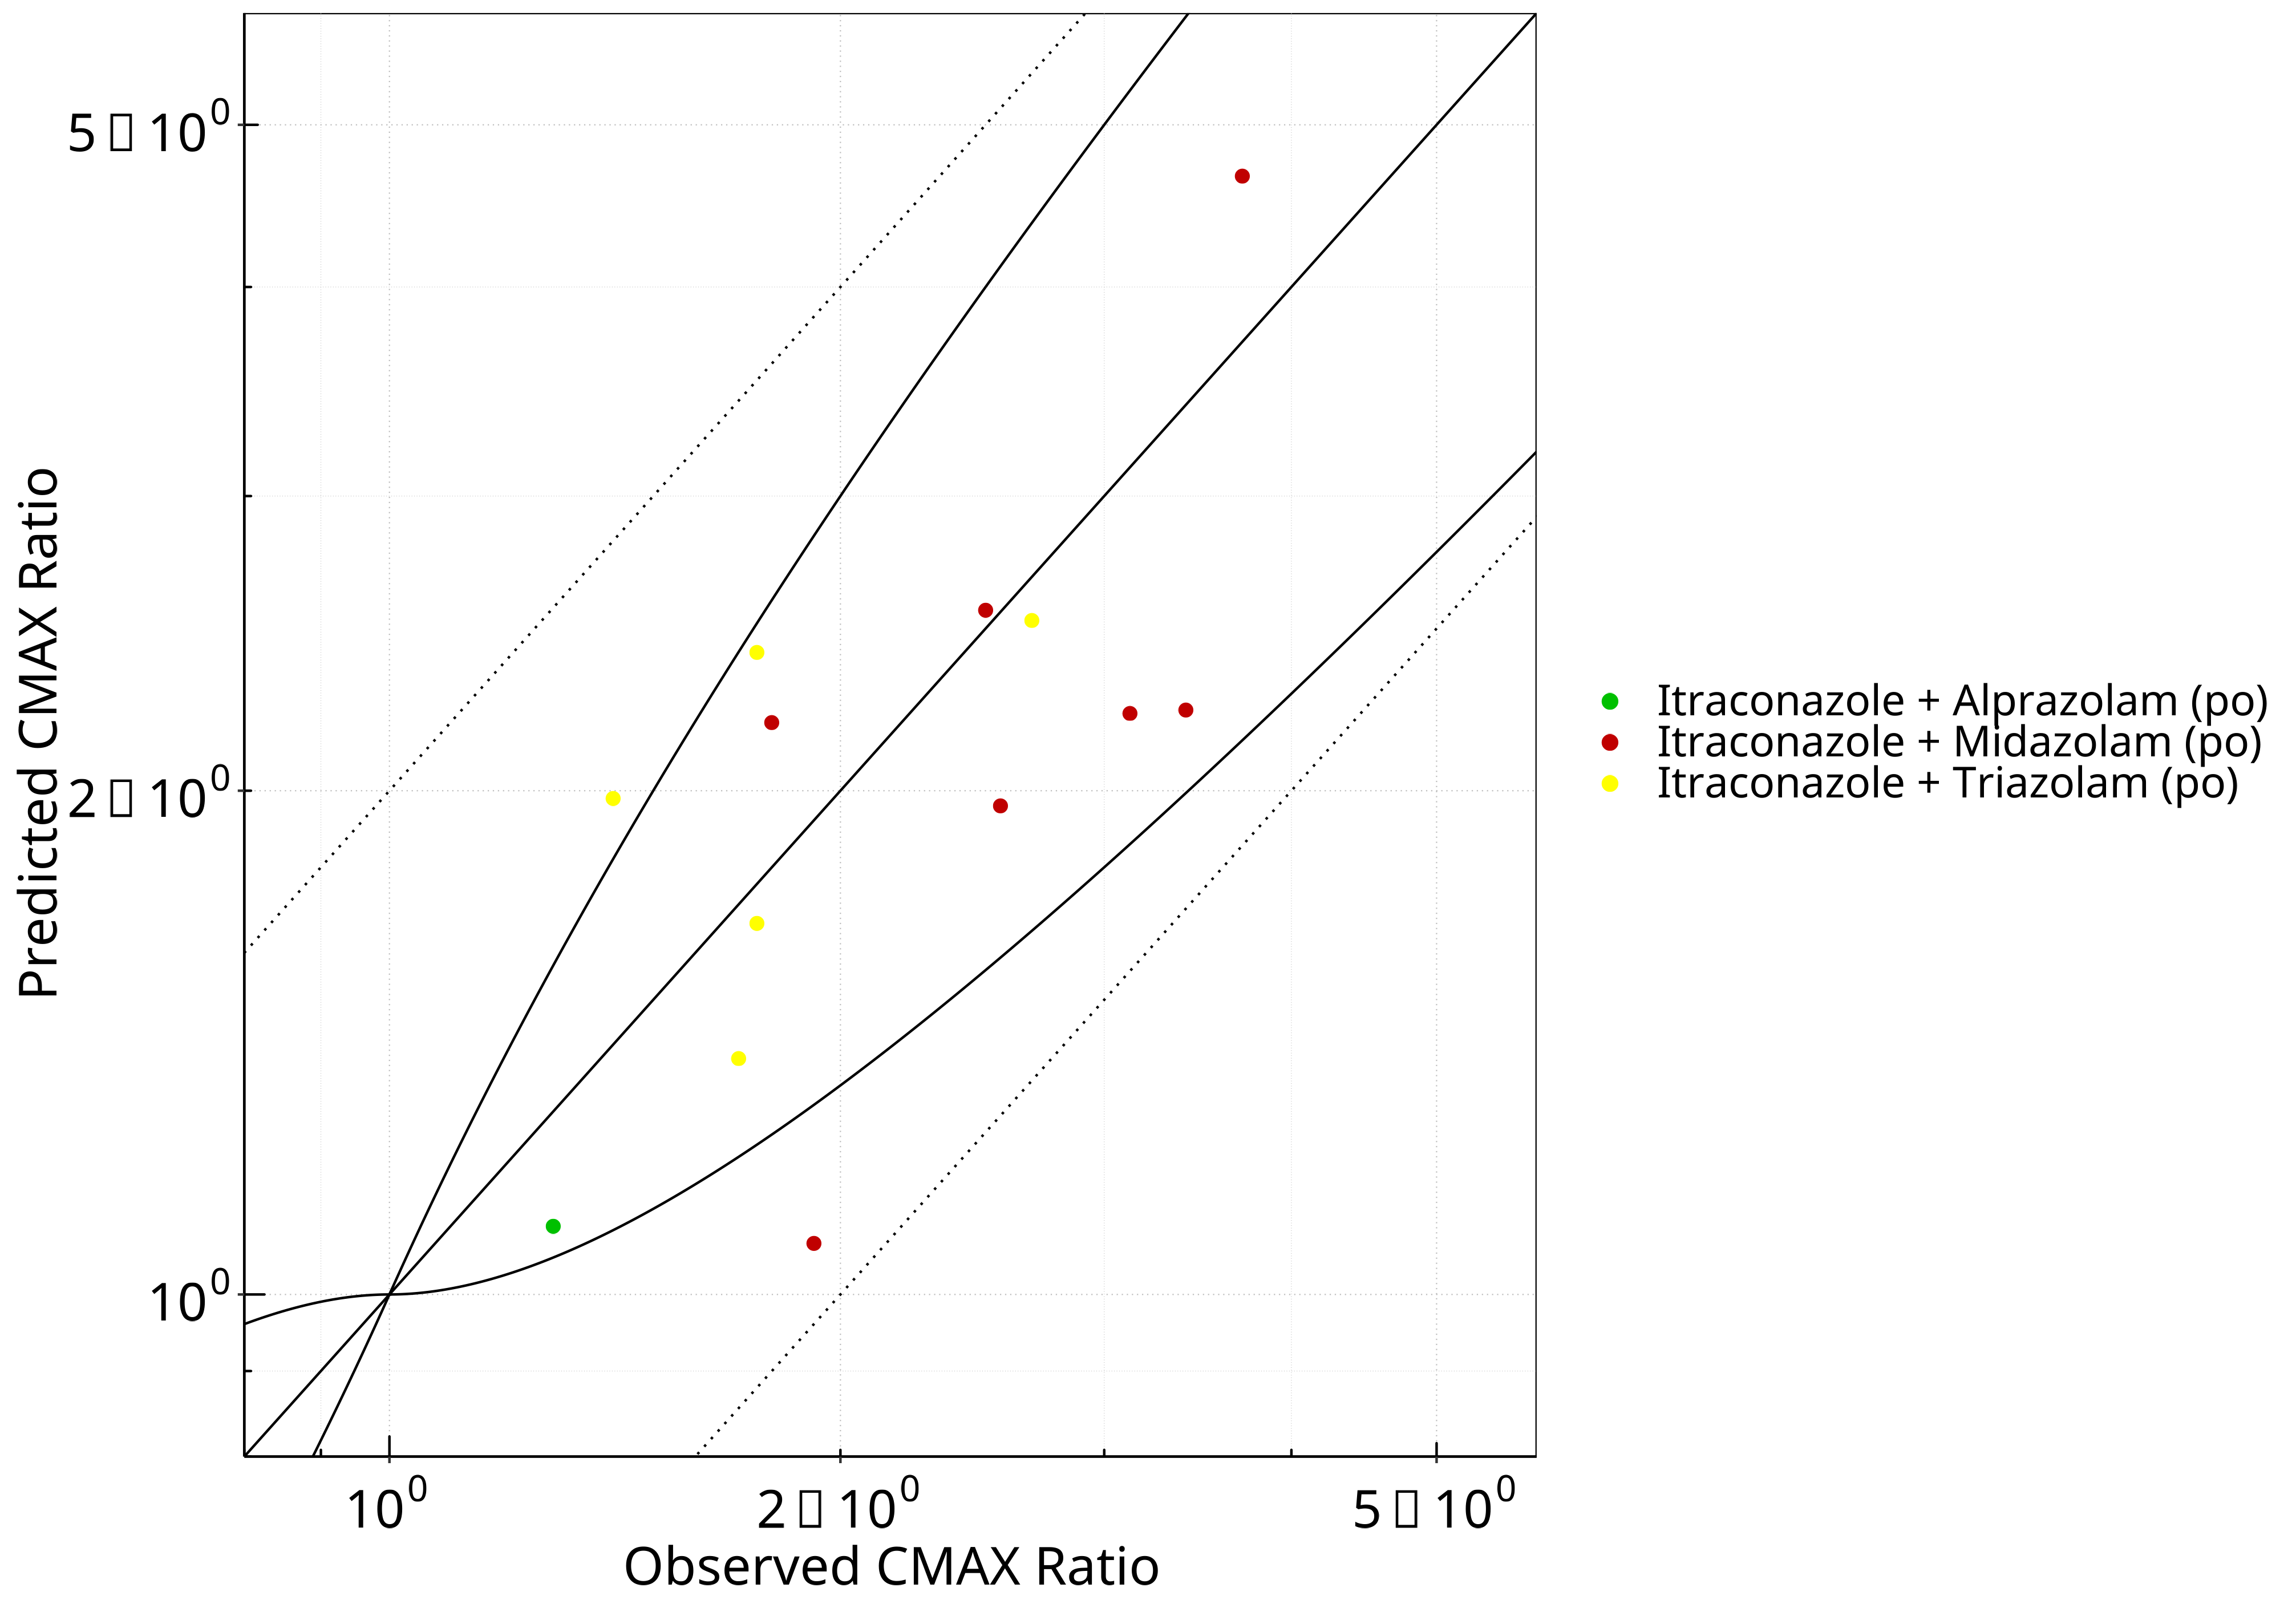 5 ▯ 10⁰
2 ▯ 10⁰
10⁰
Predicted CMAX Ratio
10⁰
2 ▯ 10⁰
5 ▯ 10⁰
Observed CMAX Ratio
Itraconazole + Alprazolam (po)
Itraconazole + Midazolam (po)
Itraconazole + Triazolam (po)